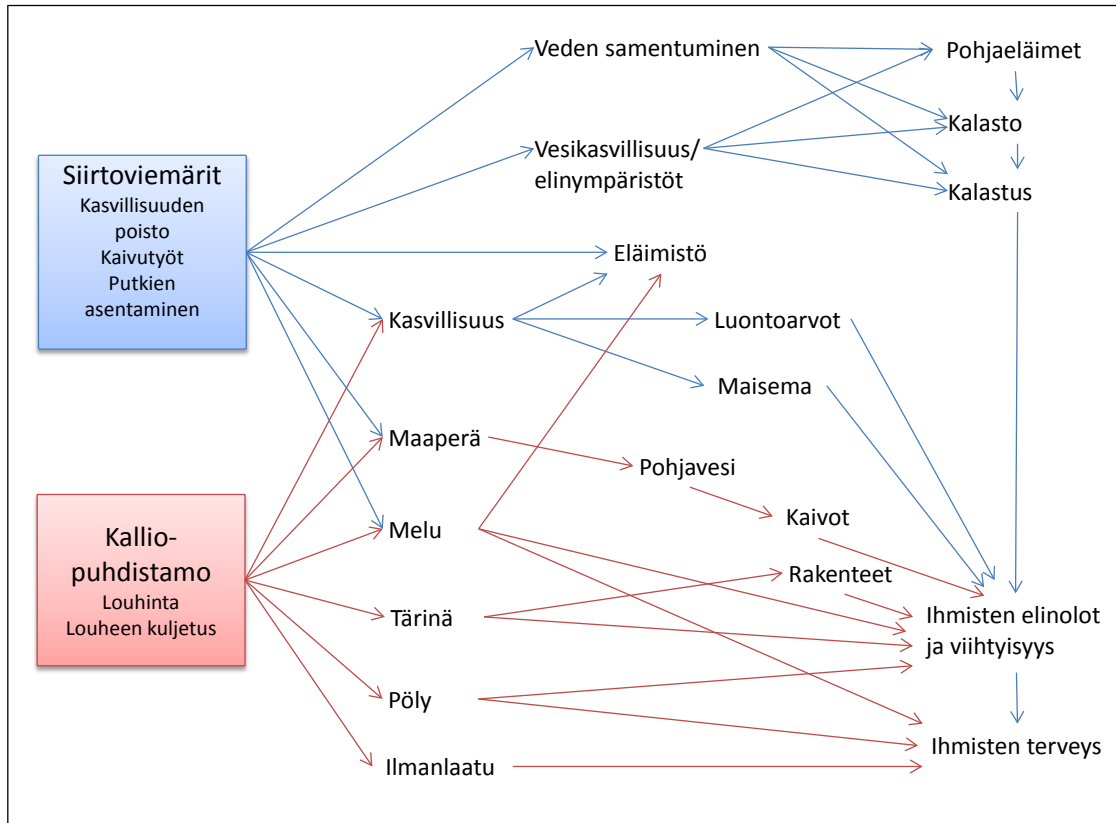 Siirtoviemärit
Kasvillisuuden
poisto
Kaivutyöt
Putkien
asentaminen
Kallio-
puhdistamo
Louhinta
Louheen kuljetus
Veden samentuminen
Vesikasvillisuus/
elinympäristöt
Pohjaeläimet
Kalasto
Kalastus
Eläimistö
Kasvillisuus
Luontoarvot
Maisema
Maaperä
Pohjavesi
Kaivot
Melu
Rakenteet
Tärinä
Ihmisten elinolot
ja viihtyisyys
Pöly
Ihmisten terveys
Ilmanlaatu